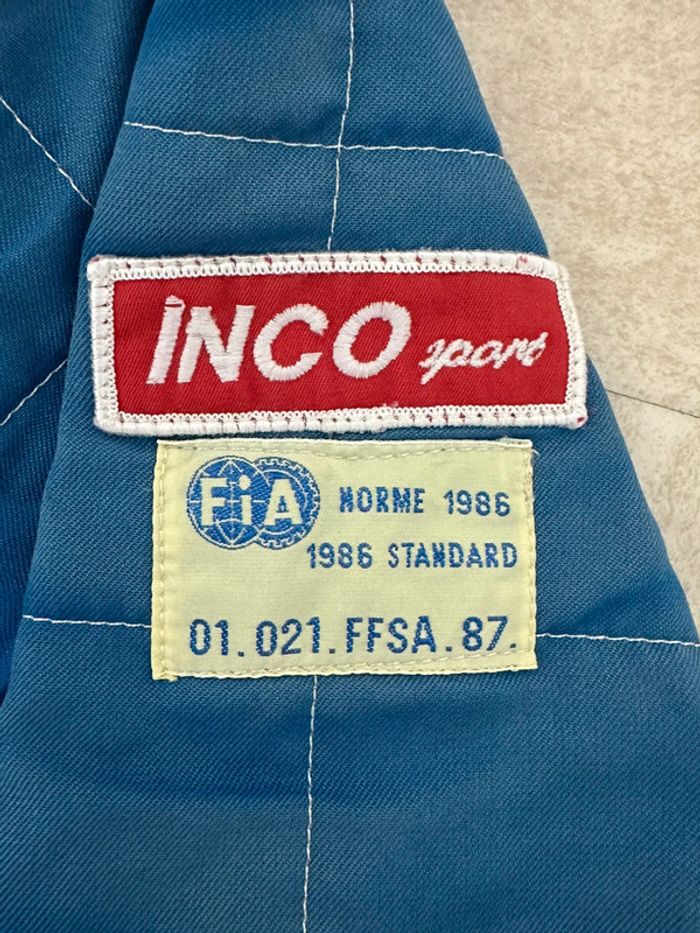 iNCO sport
FiA NORME 1986
1986 STANDARD
01.021.FFSA.87.